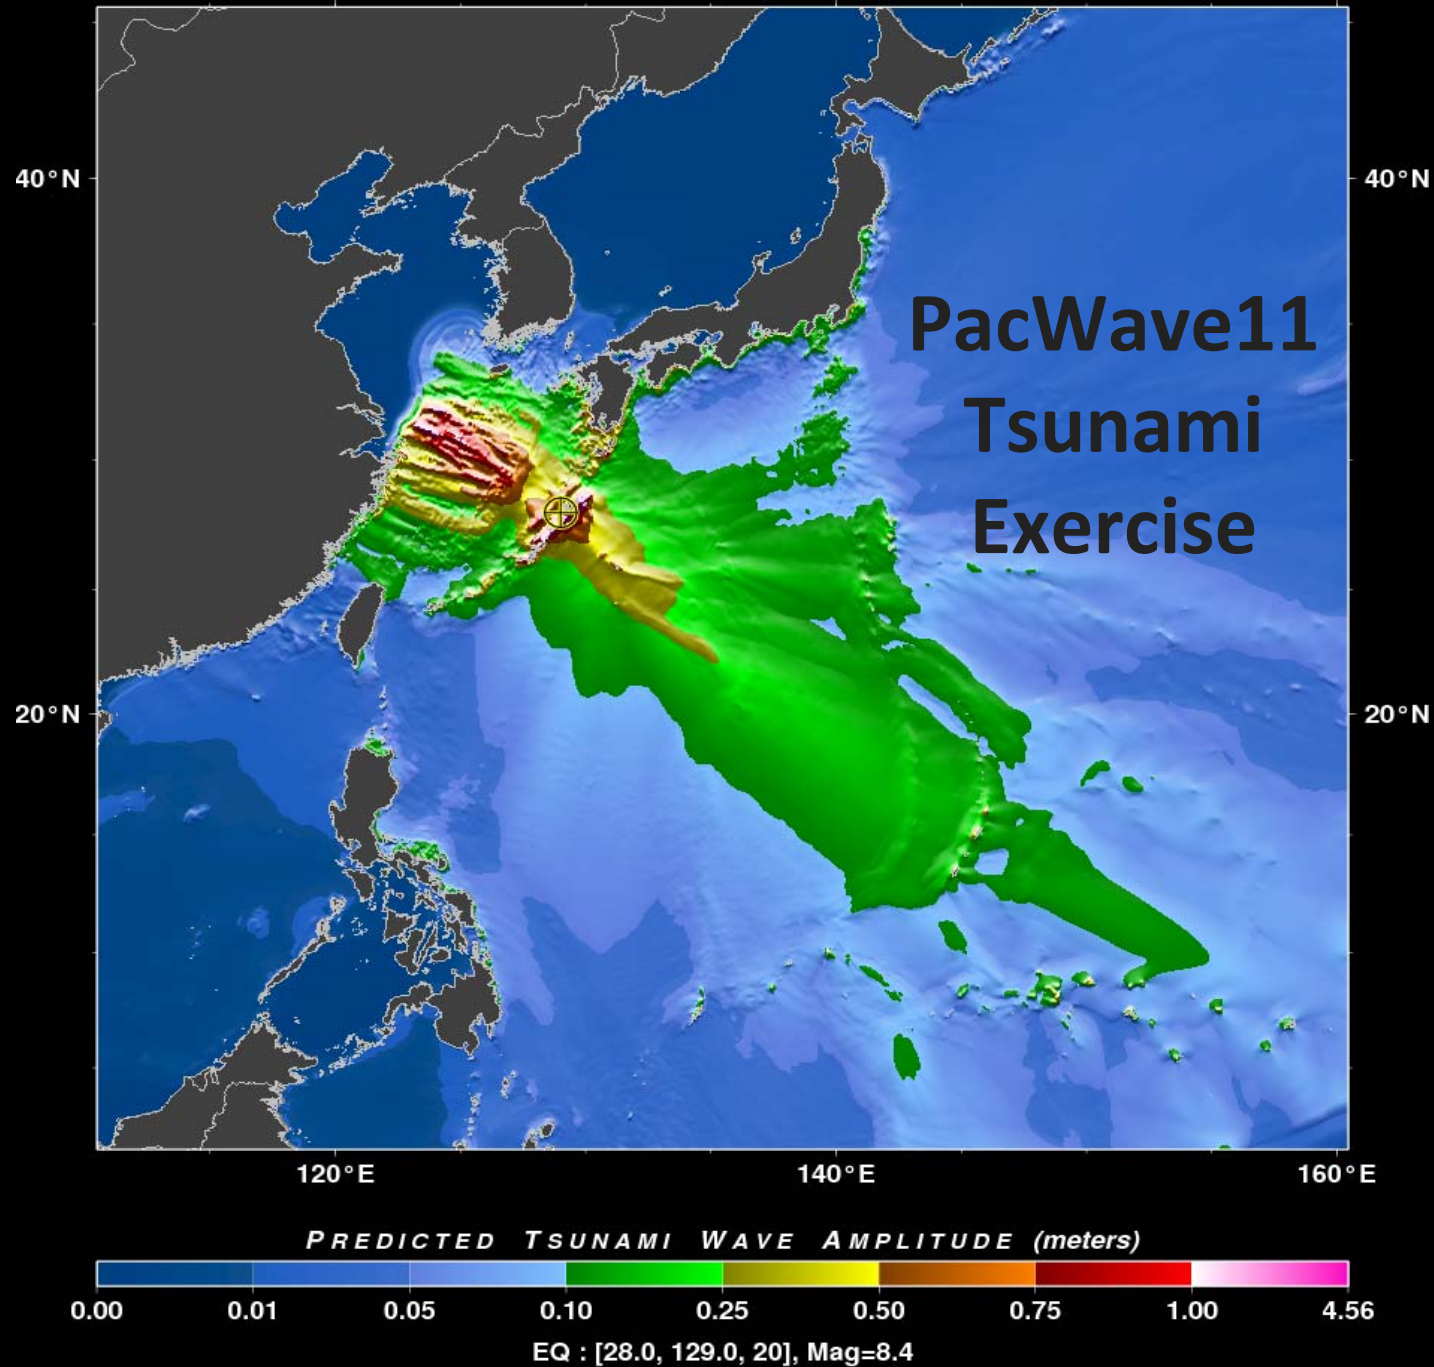 40°N
40°N
PacWave11
Tsunami
Exercise
20°N
20°N
120°E
140°E
160°E
PREDICTED TSUNAMI WAVE AMPLITUDE (meters)
0.00
0.01
0.05
0.10
0.25
0.50
0.75
1.00
4.56
EQ : [28.0, 129.0, 20], Mag=8.4